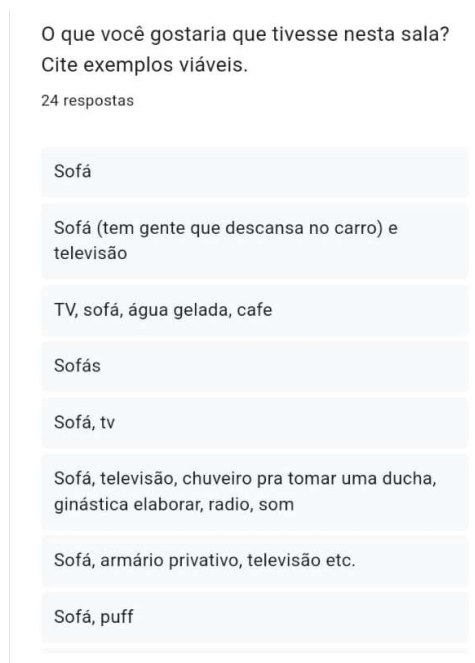 O que você gostaria que tivesse nesta sala?
Cite exemplos viáveis.
24 respostas
Sofá
Sofá (tem gente que descansa no carro) e
televisão
TV, sofá, água gelada, cafe
Sofás
Sofá, tv
Sofá, televisão, chuveiro pra tomar uma ducha,
ginástica elaborar, radio, som
Sofá, armário privativo, televisão etc.
Sofá, puff